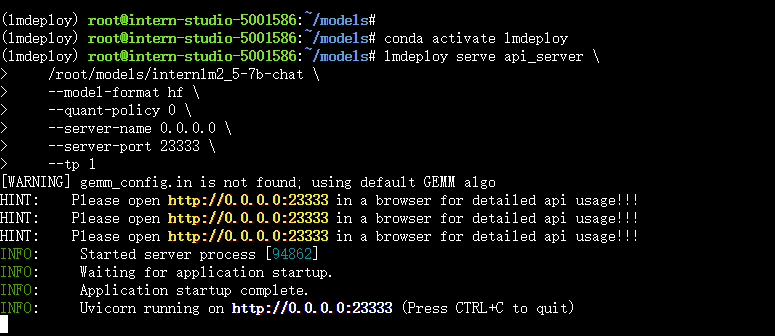 (lmdeploy) root@intern-studio-5001586:~/models#
(lmdeploy) root@intern-studio-5001586:~/models# conda activate lmdeploy
(lmdeploy) root@intern-studio-5001586:~/models# lmdeploy serve api_server \
>     /root/models/internlm2_5-7b-chat \
>     --model-format hf \
>     --quant-policy 0 \
>     --server-name 0.0.0.0 \
>     --server-port 23333 \
>     --tp 1
[WARNING] gemm_config.in is not found; using default GEMM algo
HINT:    Please open http://0.0.0.0:23333 in a browser for detailed api usage!!!
HINT:    Please open http://0.0.0.0:23333 in a browser for detailed api usage!!!
HINT:    Please open http://0.0.0.0:23333 in a browser for detailed api usage!!!
INFO:     Started server process [94862]
INFO:     Waiting for application startup.
INFO:     Application startup complete.
INFO:     Uvicorn running on http://0.0.0.0:23333 (Press CTRL+C to quit)